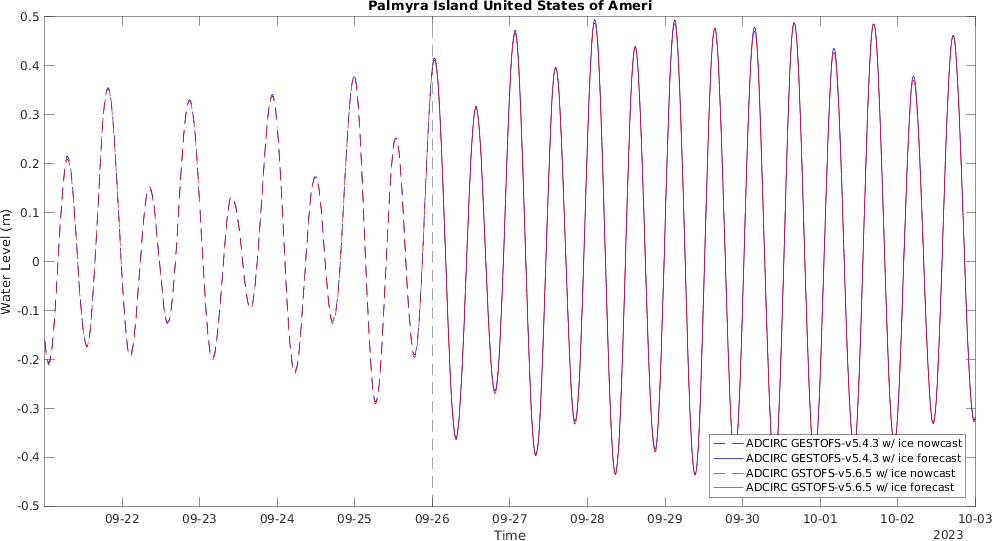 Palmyra Island United States of Ameri
0.5
0.4
0.3
0.2
0.1
0
-0.1
-0.2
-0.3
-0.4
-0.5
Water Level (m)
ADCIRC GESTOFS-v5.4.3 w/ ice nowcast
ADCIRC GESTOFS-v5.4.3 w/ ice forecast
ADCIRC GSTOFS-v5.6.5 w/ ice nowcast
ADCIRC GSTOFS-v5.6.5 w/ ice forecast
09-22 09-23 09-24 09-25 09-26 09-27 09-28 09-29 09-30 10-01 10-02 10-03
Time
2023